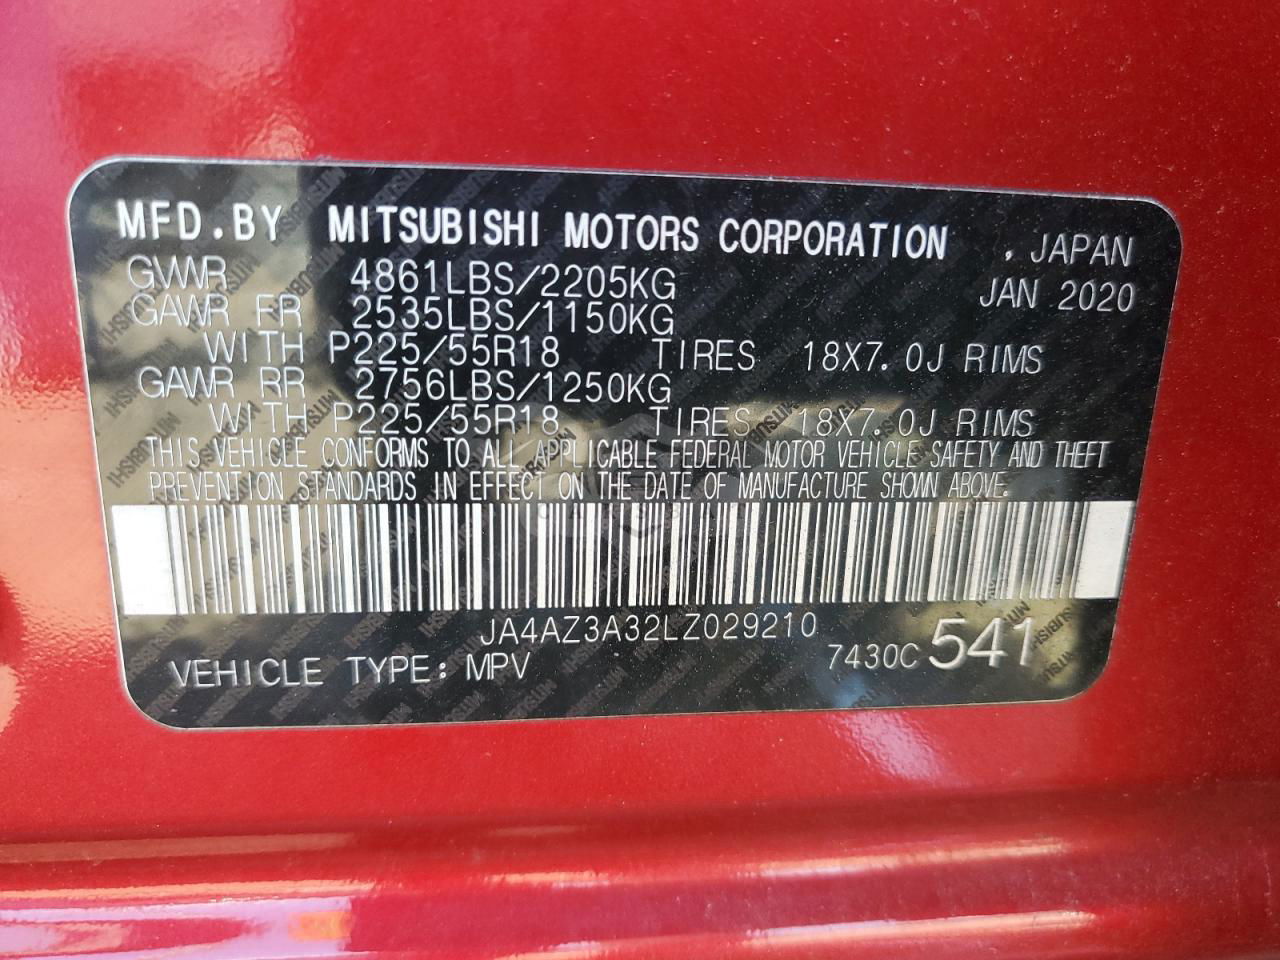 MFD.BY MITSUBISHI MOTORS CORPORATION . JAPAN
GVWR 4861LBS/2205KG JAN 2020
GAWR FR 2535LBS/1150KG
WITH P225/55R18 TIRES 18X7.0J RIMS
GAWR RR 2756LBS/1250KG
WITH P225/55R18 TIRES 18X7.0J RIMS
THIS VEHICLE CONFORMS TO ALL APPLICABLE FEDERAL MOTOR VEHICLE SAFETY AND THEFT
PREVENTION STANDARDS IN EFFECT ON THE DATE OF MANUFACTURE SHOWN ABOVE.
JA4AZ3A32LZ029210
VEHICLE TYPE: MPV 7430C 541